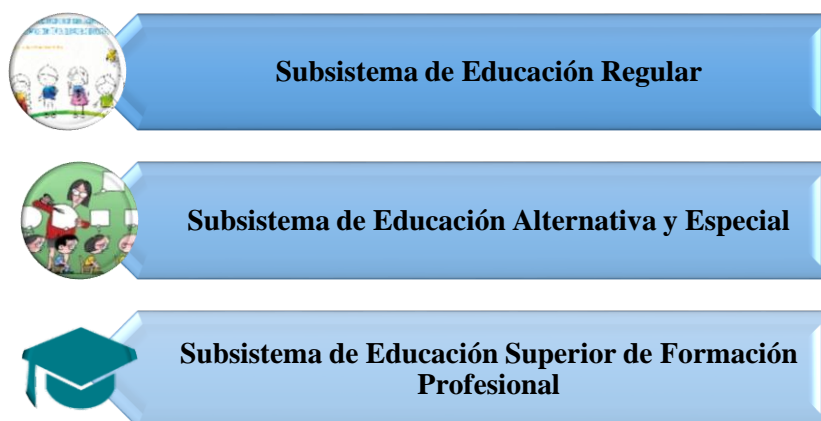 Subsistema de Educación Regular
Subsistema de Educación Alternativa y Especial
Subsistema de Educación Superior de Formación
Profesional